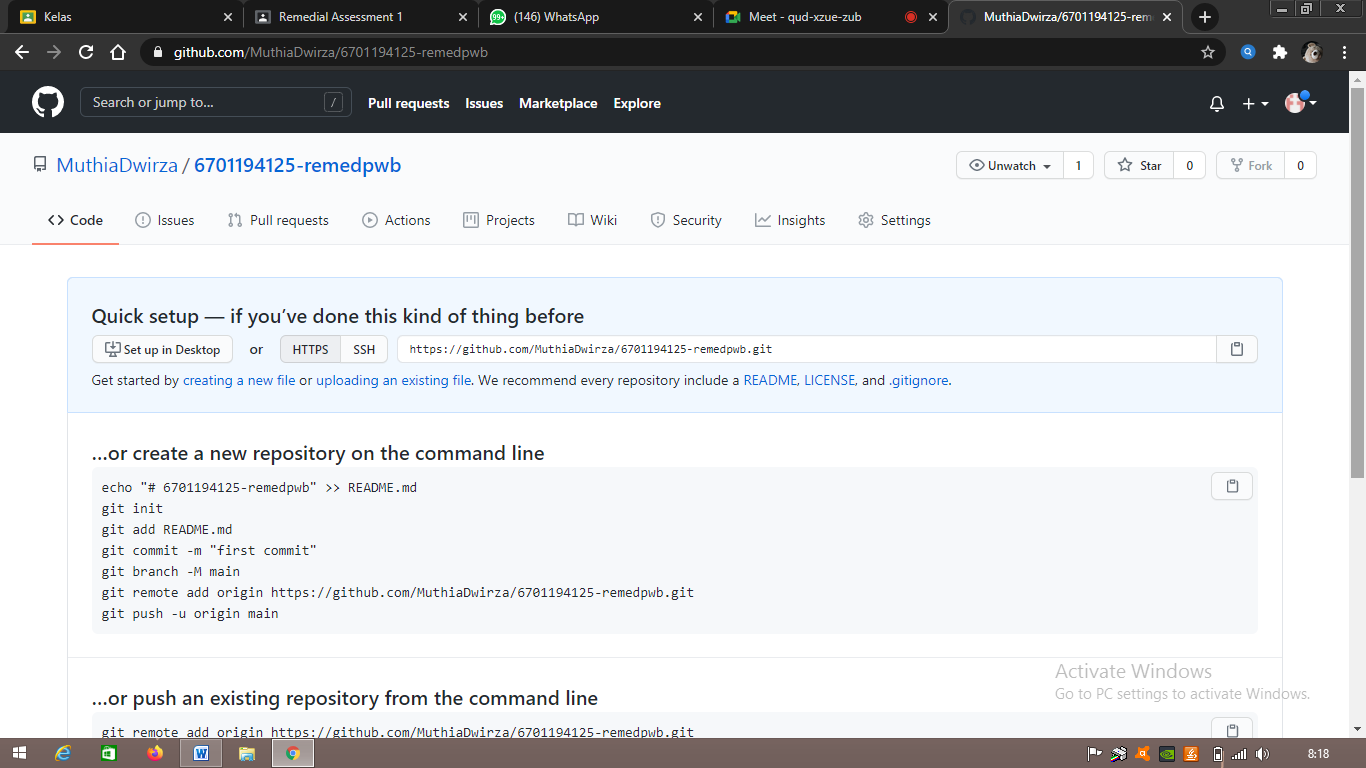 Kelas
Remedial Assessment 1
(146) WhatsApp
Meet - qud-xzue-zub
MuthiaDwirza/6701194125-rem
github.com/MuthiaDwirza/6701194125-remedpwb
Search or jump to...
/
Pull requests
Issues
Marketplace
Explore
MuthiaDwirza / 6701194125-remedpwb
Unwatch 1
Star 0
Fork 0
Code
Issues
Pull requests
Actions
Projects
Wiki
Security
Insights
Settings
Quick setup — if you’ve done this kind of thing before
Set up in Desktop or HTTPS SSH https://github.com/MuthiaDwirza/6701194125-remedpwb.git
Get started by creating a new file or uploading an existing file. We recommend every repository include a README, LICENSE, and .gitignore.
…or create a new repository on the command line
echo "# 6701194125-remedpwb" >> README.md
git init
git add README.md
git commit -m "first commit"
git branch -M main
git remote add origin https://github.com/MuthiaDwirza/6701194125-remedpwb.git
git push -u origin main
…or push an existing repository from the command line
git remote add origin https://github.com/MuthiaDwirza/6701194125-remedpwb.git
Activate Windows
Go to PC settings to activate Windows.
8:18